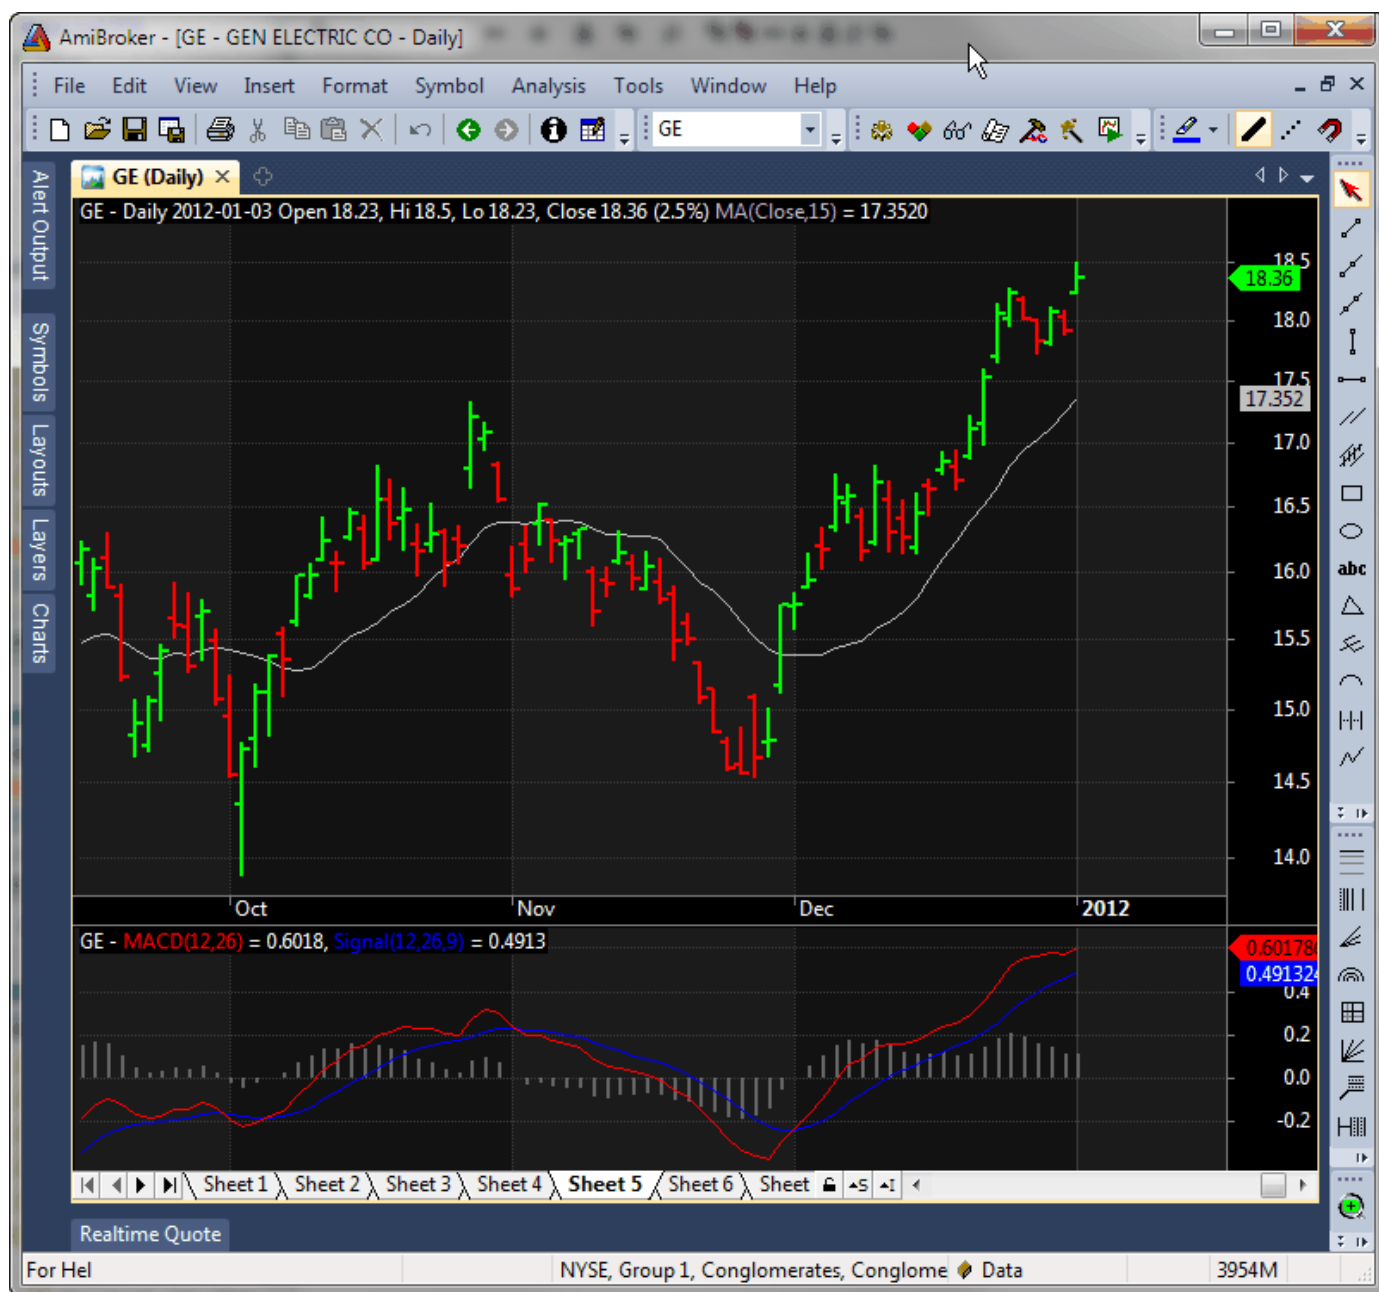 AmiBroker - [GE - GEN ELECTRIC CO - Daily]
File Edit View Insert Format Symbol Analysis Tools Window Help
GE
Alert Output
Symbols
Layouts
Layers
Charts
GE (Daily)
GE - Daily 2012-01-03 Open 18.23, Hi 18.5, Lo 18.23, Close 18.36 (2.5%) MA(Close,15) = 17.3520
18.5
18.36
18.0
17.5
17.352
17.0
16.5
16.0
15.5
15.0
14.5
14.0
abc
Oct Nov Dec 2012
GE - MACD(12,26) = 0.6018, Signal(12,26,9) = 0.4913
0.601786
0.491324
0.4
0.2
0.0
-0.2
Sheet 1 Sheet 2 Sheet 3 Sheet 4 Sheet 5 Sheet 6 Sheet S I
Realtime Quote
For Hel NYSE, Group 1, Conglomerates, Conglome Data 3954M